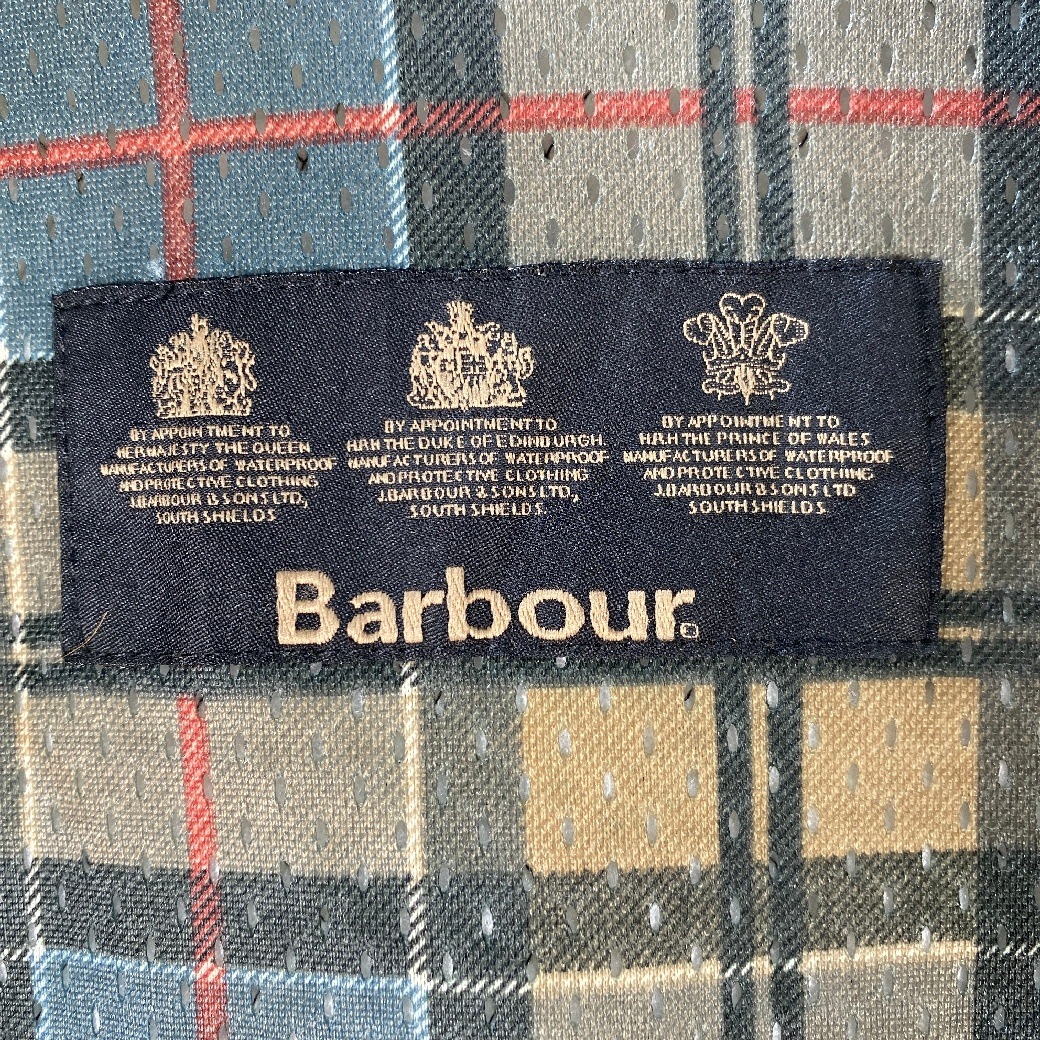 BY APPOINTMENT TO
HER MAJESTY THE QUEEN
MANUFACTURERS OF WATERPROOF
AND PROTECTIVE CLOTHING
J.BARBOUR & SONS LTD,
SOUTH SHIELDS
BY APPOINTMENT TO
H.R.H THE DUKE OF EDINBURGH.
MANUFACTURERS OF WATERPROOF
AND PROTECTIVE CLOTHING
J.BARBOUR & SONS LTD.,
SOUTH SHIELDS.
BY APPOINTMENT TO
H.R.H THE PRINCE OF WALES
MANUFACTURERS OF WATERPROOF
AND PROTECTIVE CLOTHING
J.BARBOUR & SONS LTD
SOUTH SHIELDS.
Barbour